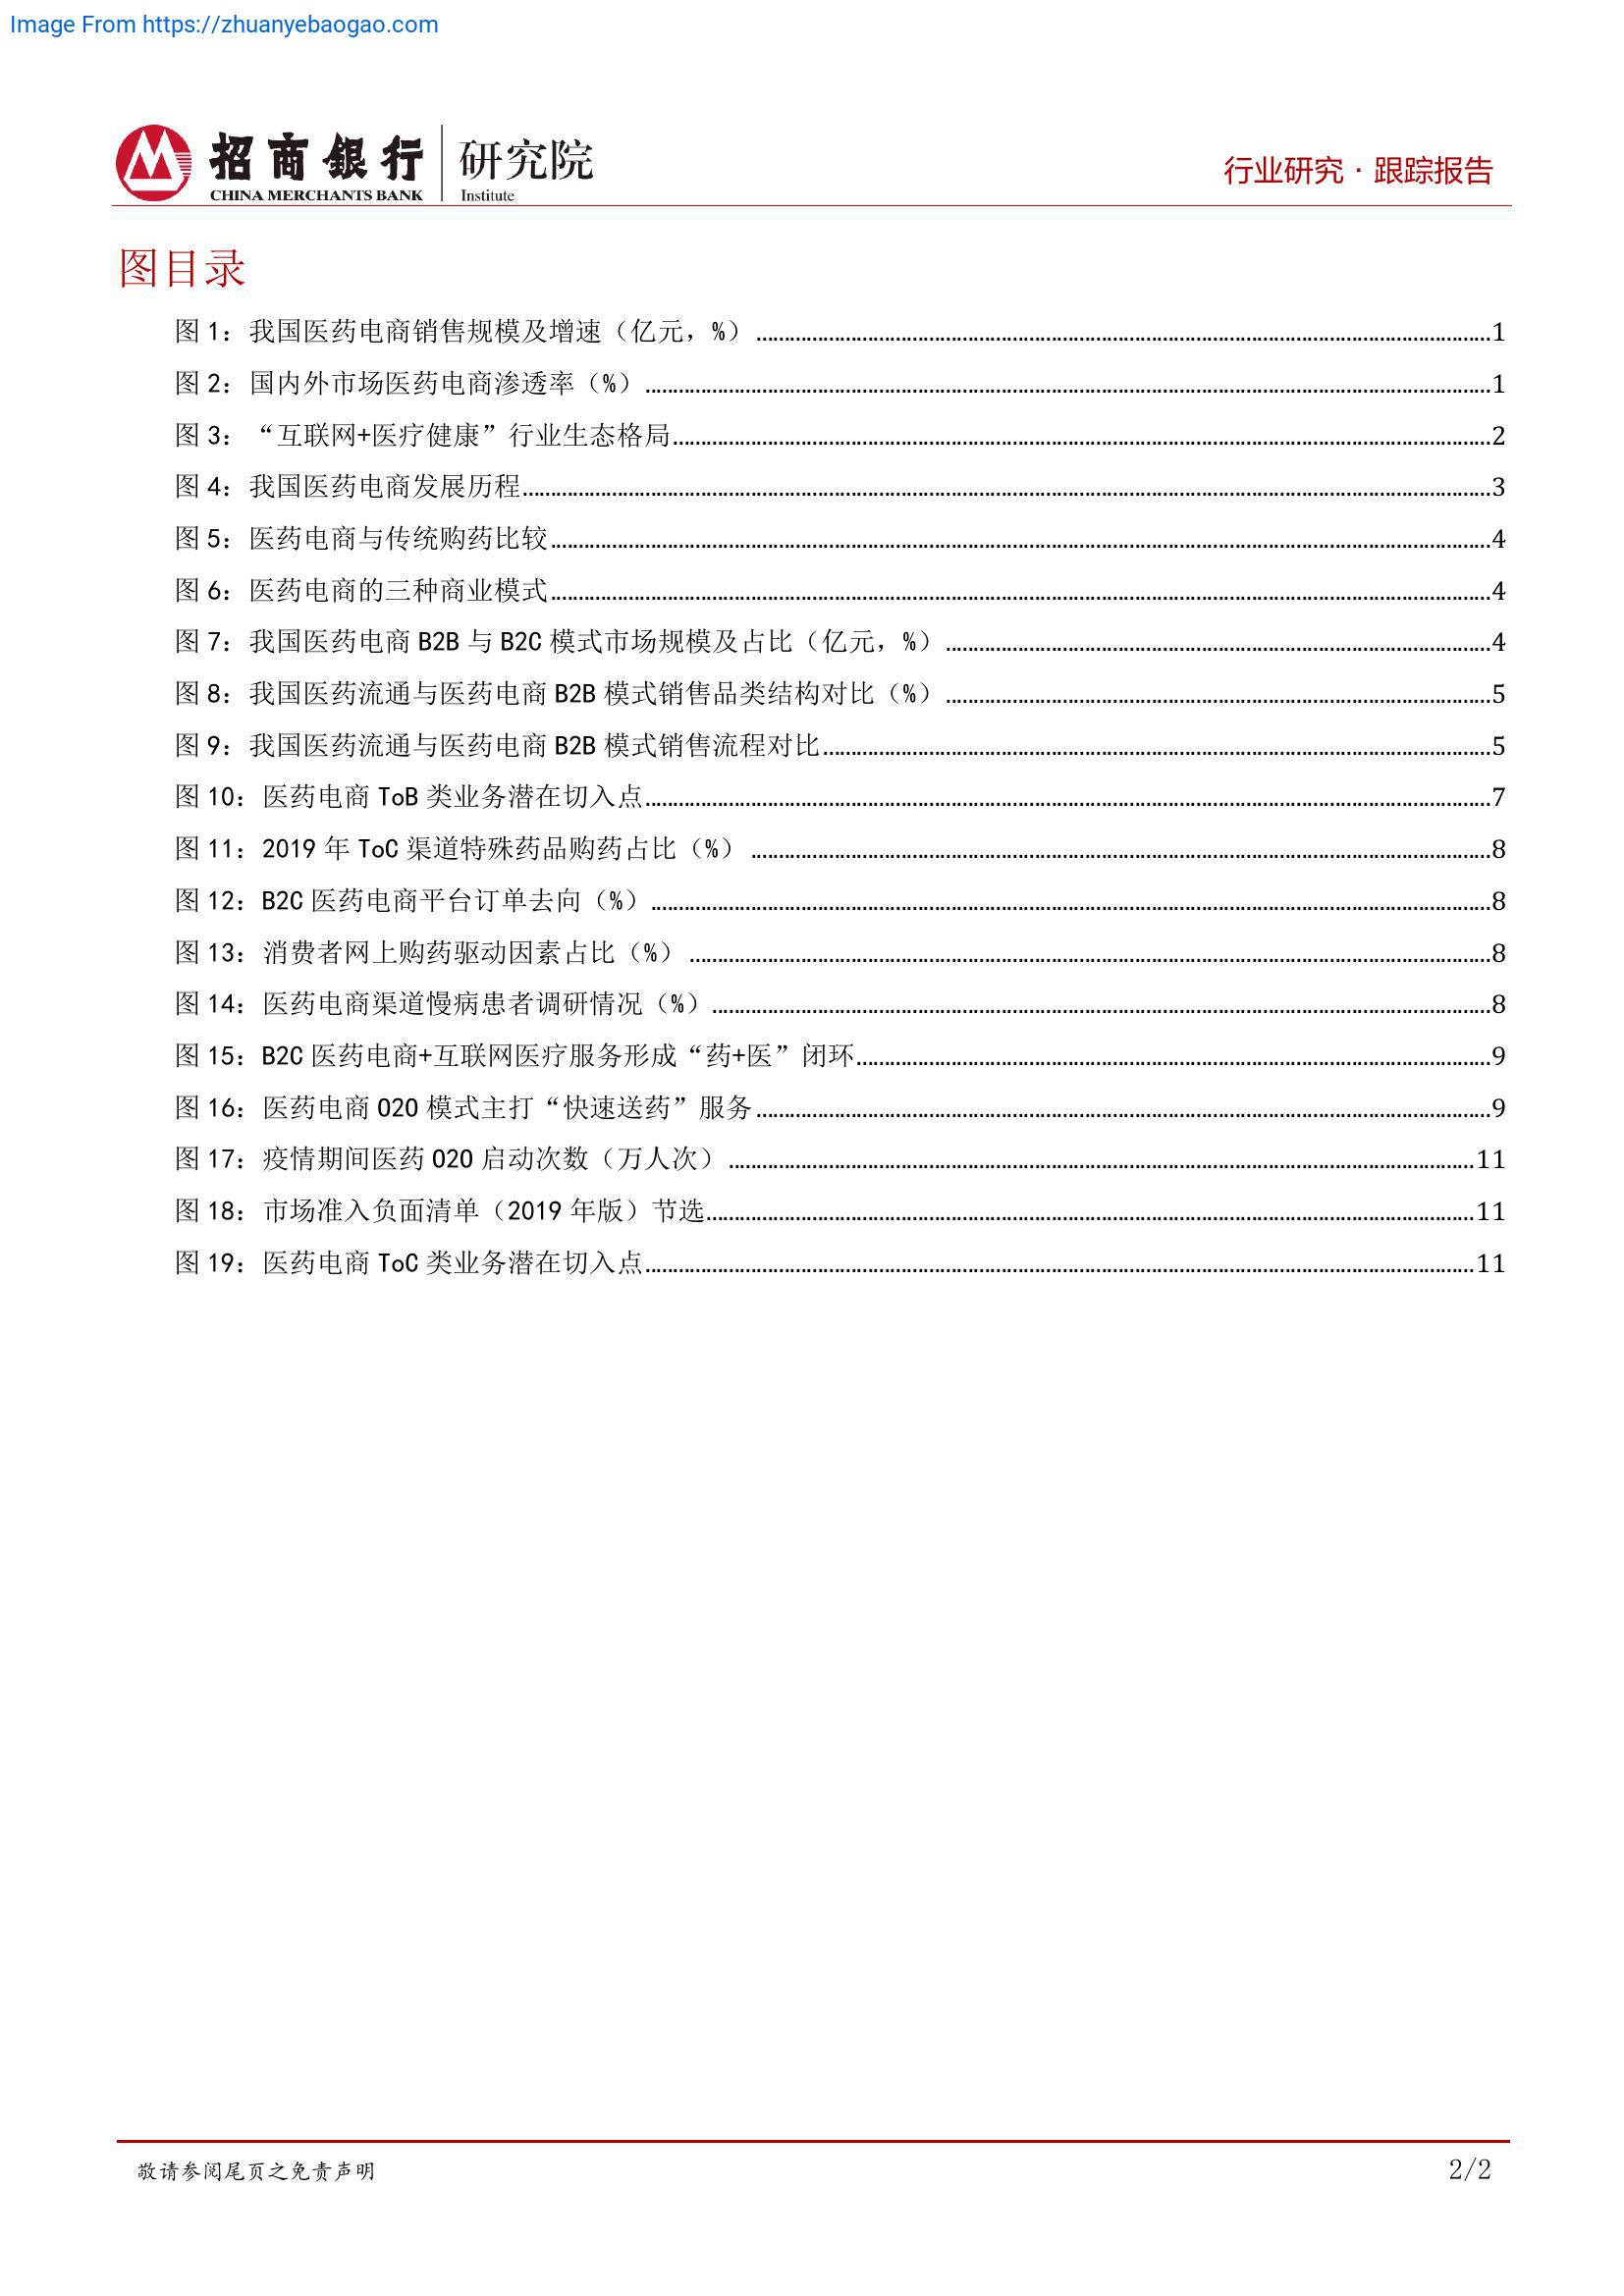 Image From https://zhuanyebaogao.com
招商銀行 研究院
CHINA MERCHANTS BANK Institute
行业研究·跟踪报告
图目录
图 1：我国医药电商销售规模及增速（亿元，%）1
图 2：国内外市场医药电商渗透率（%）1
图 3：“互联网+医疗健康”行业生态格局2
图 4：我国医药电商发展历程3
图 5：医药电商与传统购药比较4
图 6：医药电商的三种商业模式4
图 7：我国医药电商 B2B 与 B2C 模式市场规模及占比（亿元，%）4
图 8：我国医药流通与医药电商 B2B 模式销售品类结构对比（%）5
图 9：我国医药流通与医药电商 B2B 模式销售流程对比5
图 10：医药电商 ToB 类业务潜在切入点7
图 11：2019 年 ToC 渠道特殊药品购药占比（%）8
图 12：B2C 医药电商平台订单去向（%）8
图 13：消费者网上购药驱动因素占比（%）8
图 14：医药电商渠道慢病患者调研情况（%）8
图 15：B2C 医药电商+互联网医疗服务形成“药+医”闭环9
图 16：医药电商 O2O 模式主打“快速送药”服务9
图 17：疫情期间医药 O2O 启动次数（万人次）11
图 18：市场准入负面清单（2019 年版）节选11
图 19：医药电商 ToC 类业务潜在切入点11
敬请参阅尾页之免责声明
2/2